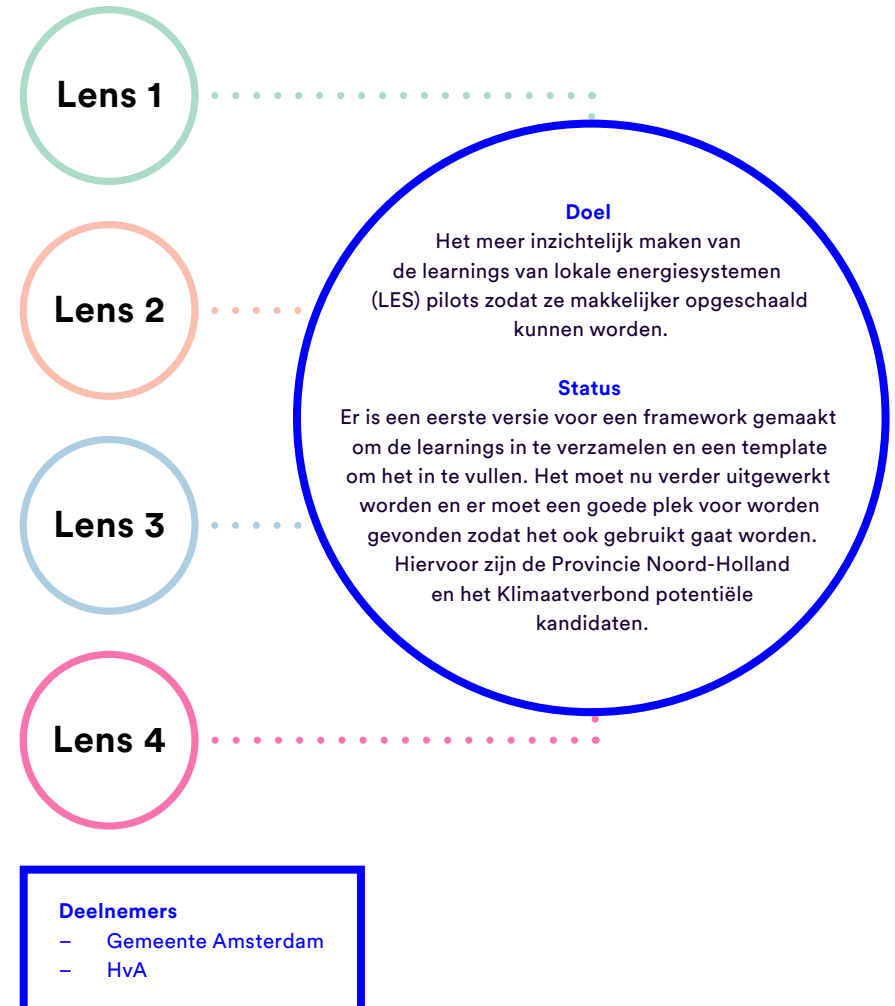 Lens 1
Lens 2
Lens 3
Lens 4
Doel
Het meer inzichtelijk maken van
de learnings van lokale energiesystemen
(LES) pilots zodat ze makkelijker opgeschaald
kunnen worden.
Status
Er is een eerste versie voor een framework gemaakt
om de learnings in te verzamelen en een template
om het in te vullen. Het moet nu verder uitgewerkt
worden en er moet een goede plek voor worden
gevonden zodat het ook gebruikt gaat worden.
Hiervoor zijn de Provincie Noord-Holland
en het Klimaatverbond potentiële
kandidaten.
Deelnemers
– Gemeente Amsterdam
– HvA